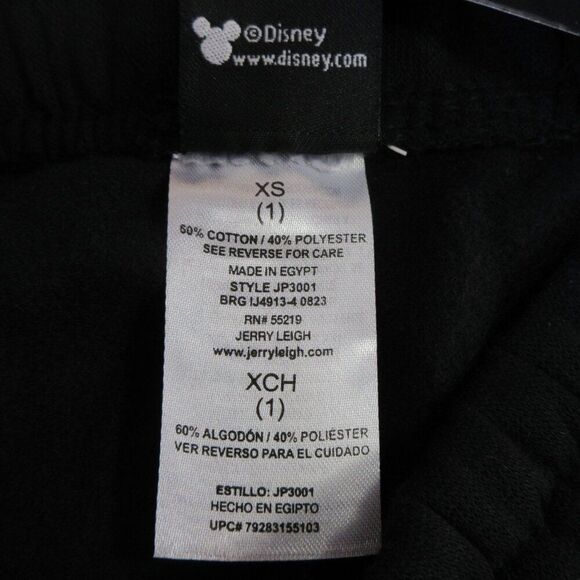 ©Disney
www.disney.com
XS
(1)
60% COTTON / 40% POLYESTER
SEE REVERSE FOR CARE
MADE IN EGYPT
STYLE JP3001
BRG IJ4913-4 0823
RN# 55219
JERRY LEIGH
www.jerryleigh.com
XCH
(1)
60% ALGODÓN / 40% POLIÉSTER
VER REVERSO PARA EL CUIDADO
ESTILLO: JP3001
HECHO EN EGIPTO
UPC# 79283155103